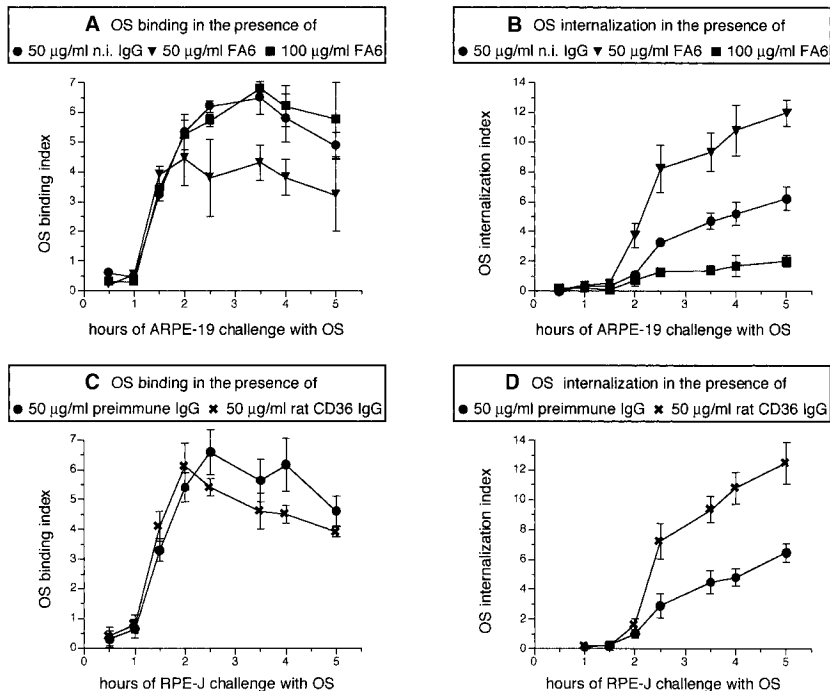 A OS binding in the presence of
● 50 µg/ml n.i. IgG ▼ 50 µg/ml FA6 ■ 100 µg/ml FA6
7
6
5
4
3
2
1
0
OS binding index
0 1 2 3 4 5
hours of ARPE-19 challenge with OS
B OS internalization in the presence of
● 50 µg/ml n.i. IgG ▼ 50 µg/ml FA6 ■ 100 µg/ml FA6
14
12
10
8
6
4
2
0
OS internalization index
0 1 2 3 4 5
hours of ARPE-19 challenge with OS
C OS binding in the presence of
● 50 µg/ml preimmune IgG ✖ 50 µg/ml rat CD36 IgG
7
6
5
4
3
2
1
0
OS binding index
0 1 2 3 4 5
hours of RPE-J challenge with OS
D OS internalization in the presence of
● 50 µg/ml preimmune IgG ✖ 50 µg/ml rat CD36 IgG
14
12
10
8
6
4
2
0
OS internalization index
0 1 2 3 4 5
hours of RPE-J challenge with OS